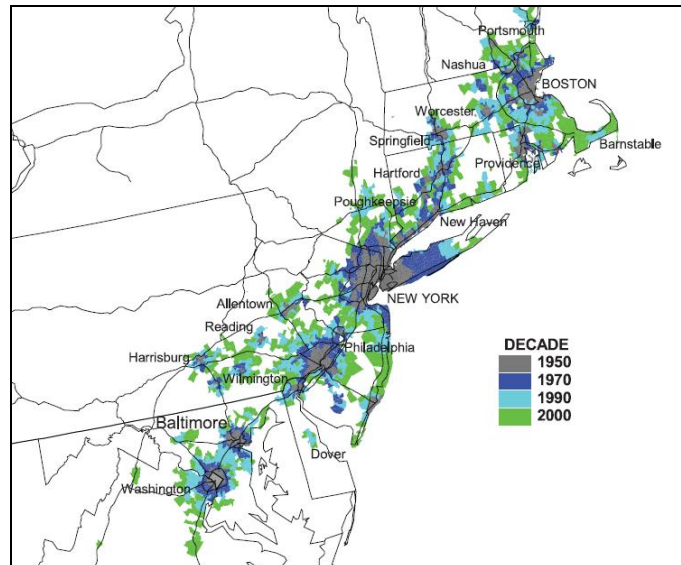 Portsmouth
Nashua
BOSTON
Worcester
Springfield
Barnstable
Providence
Hartford
Poughkeepsie
New Haven
NEW YORK
Allentown
Reading
Philadelphia
Harrisburg
Wilmington
Baltimore
Dover
Washington
DECADE
1950
1970
1990
2000